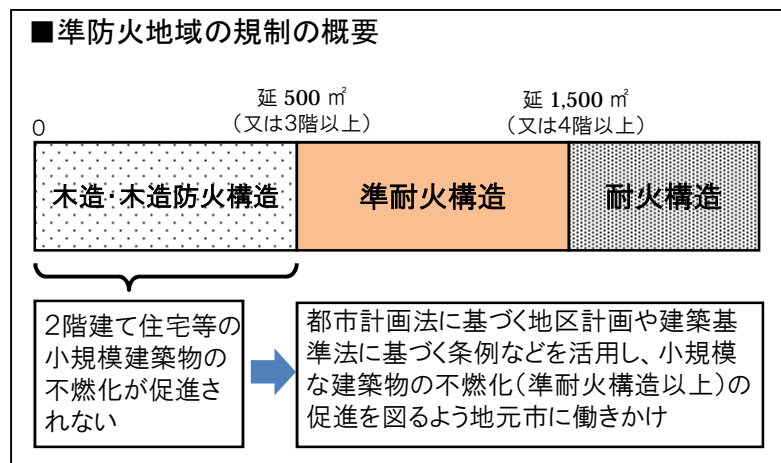 ■準防火地域の規制の概要
延 500 ㎡
（又は3階以上）
延 1,500 ㎡
（又は4階以上）
0
木造・木造防火構造
準耐火構造
耐火構造
2階建て住宅等の
小規模建築物の
不燃化が促進さ
れない
都市計画法に基づく地区計画や建築基
準法に基づく条例などを活用し、小規模
な建築物の不燃化（準耐火構造以上）の
促進を図るよう地元市に働きかけ